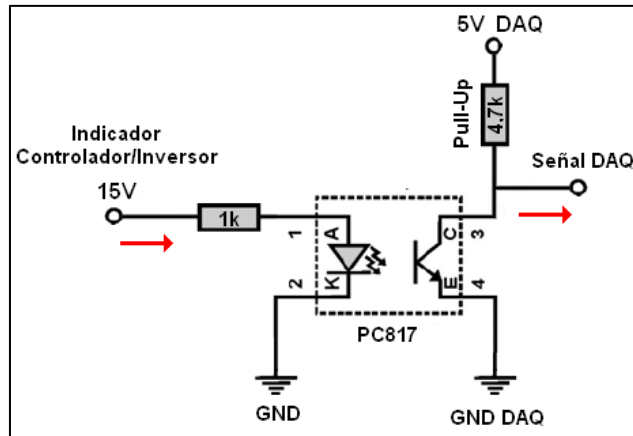 5V DAQ
Pull-Up
4.7k
Indicador
Controlador/Inversor
15V
Señal DAQ
1k
1
A
C
3
2
K
E
4
PC817
GND
GND DAQ